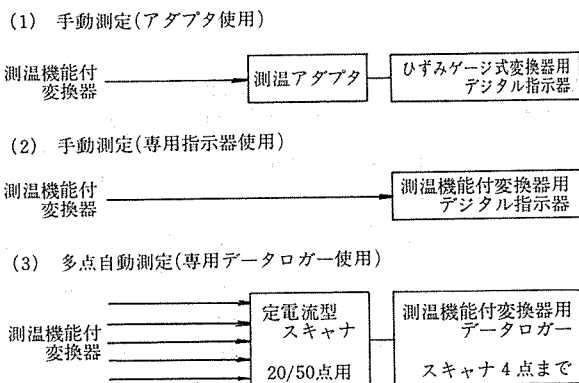 (1) 手動測定(アダプタ使用)
測温機能付
変換器
測温アダプタ
ひずみゲージ式変換器用
デジタル指示器
(2) 手動測定(専用指示器使用)
測温機能付
変換器
測温機能付変換器用
デジタル指示器
(3) 多点自動測定(専用データロガー使用)
測温機能付
変換器
定電流型
スキャナ
20/50点用
測温機能付変換器用
データロガー
スキャナ4点まで